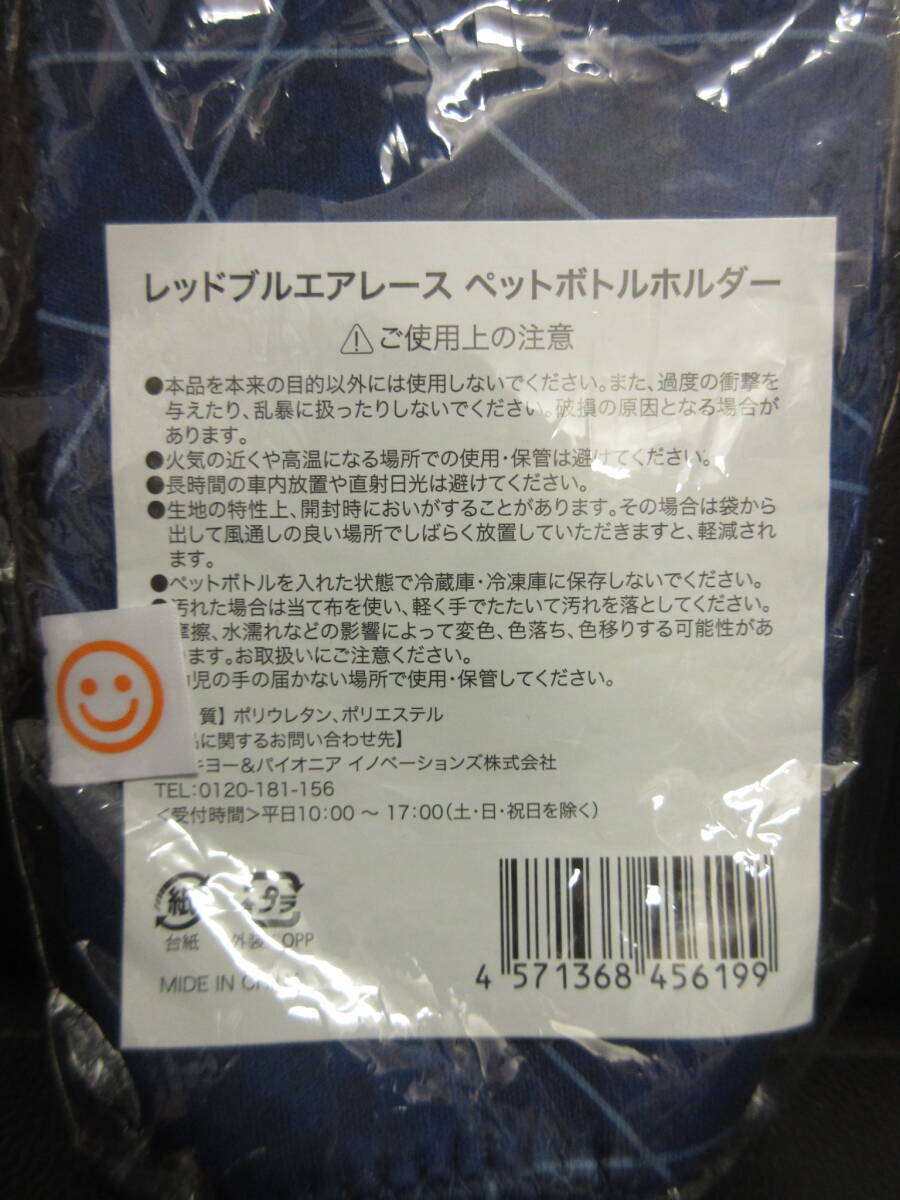 レッドブルエアレース ペットボトルホルダー
⚠ご使用上の注意
●本品を本来の目的以外には使用しないでください。また、過度の衝撃を
与えたり、乱暴に扱ったりしないでください。破損の原因となる場合が
あります。
●火気の近くや高温になる場所での使用・保管は避けてください。
●長時間の車内放置や直射日光は避けてください。
●生地の特性上、開封時においがすることがあります。その場合は袋から
出して風通しの良い場所でしばらく放置していただきますと、軽減され
ます。
●ペットボトルを入れた状態で冷蔵庫・冷凍庫に保存しないでください。
汚れた場合は当て布を使い、軽く手でたたいて汚れを落としてください。
摩擦、水濡れなどの影響によって変色、色落ち、色移りする可能性があ
ます。お取扱いにご注意ください。
幼児の手の届かない場所で使用・保管してください。
質】ポリウレタン、ポリエステル
に関するお問い合わせ先】
キヨー&パイオニア イノベーションズ株式会社
TEL:0120-181-156
<受付時間>平日10:00 ～ 17:00(土・日・祝日を除く)
紙 プラ
台紙 外装 OPP
MADE IN CHINA
4 571368 456199